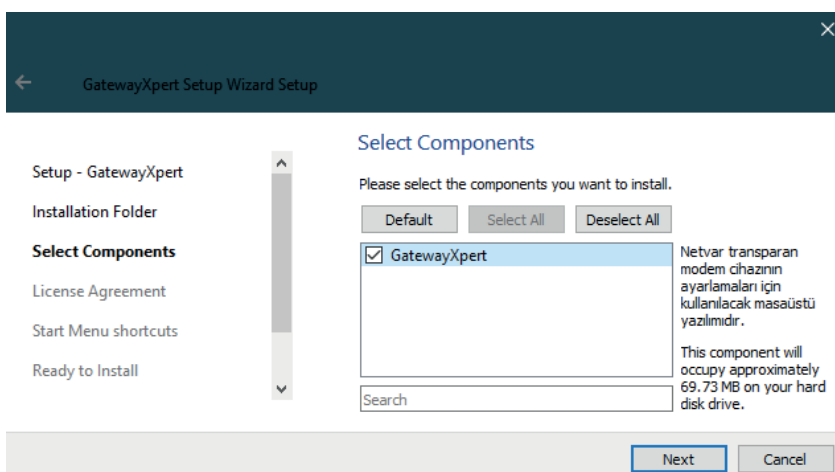 GatewayXpert Setup Wizard Setup
Setup - GatewayXpert
Installation Folder
Select Components
License Agreement
Start Menu shortcuts
Ready to Install
Select Components
Please select the components you want to install.
Default
Select All
Deselect All
GatewayXpert
Search
Netvar transparan
modem cihazının
ayarlamaları için
kullanılacak masaüstü
yazılımıdır.
This component will
occupy approximately
69.73 MB on your hard
disk drive.
Next
Cancel